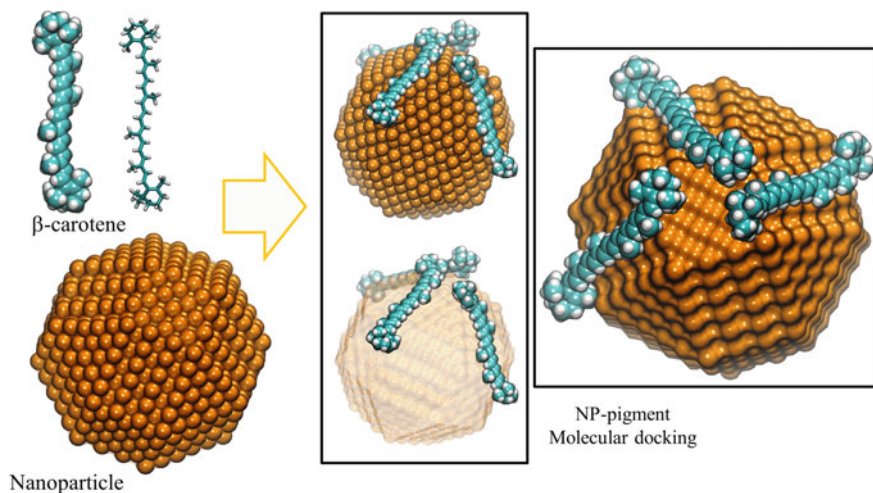 β-carotene
Nanoparticle
NP-pigment
Molecular docking